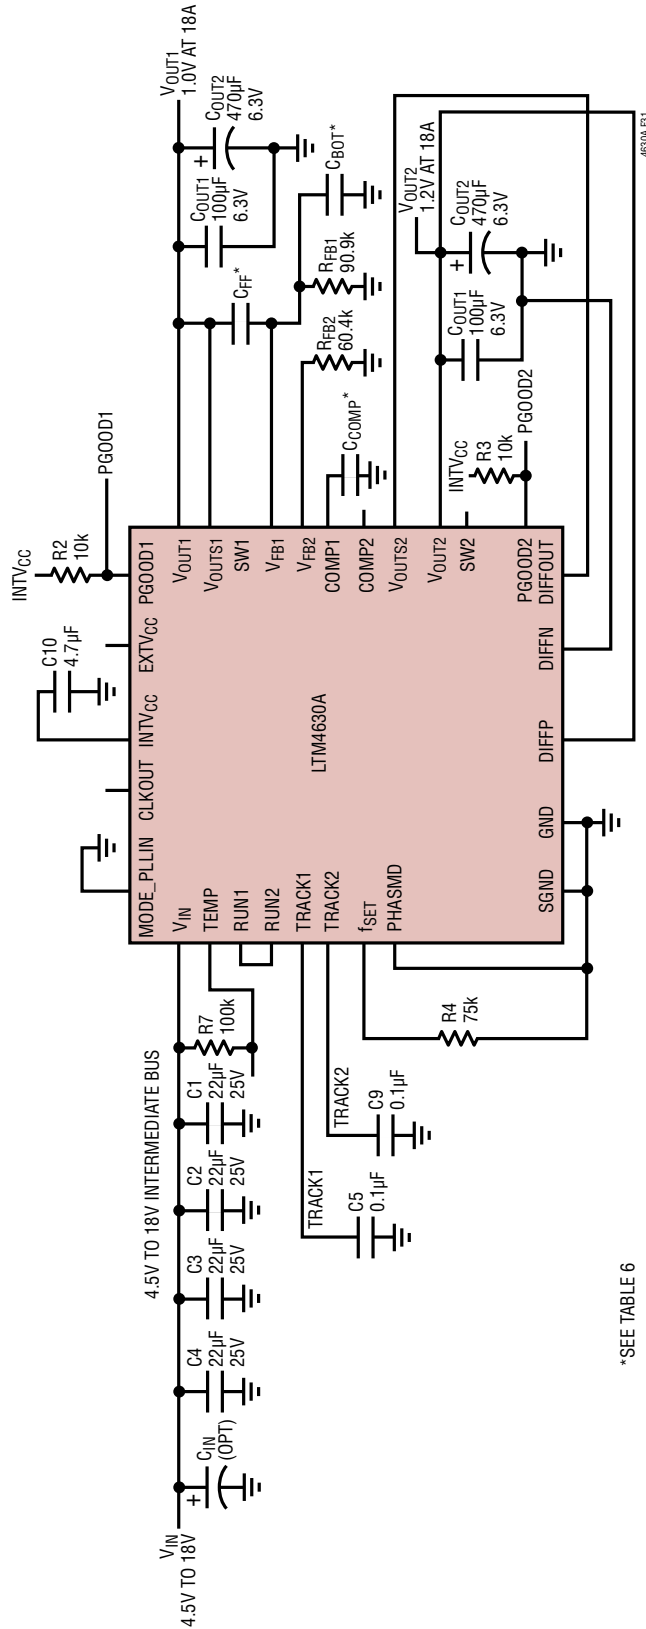 VIN
4.5V TO 18V
CIN
(OPT)
+
C4
22µF
25V
C3
22µF
25V
C2
22µF
25V
C1
22µF
25V
4.5V TO 18V INTERMEDIATE BUS
R7
100k
TRACK1
C5
0.1µF
TRACK2
C9
0.1µF
R4
75k
INTVCC
R2
10k
PGOOD1
C10
4.7µF
MODE_PLLIN
CLKOUT
INTVCC
EXTVCC
PGOOD1
VIN
TEMP
RUN1
RUN2
TRACK1
TRACK2
fSET
PHASMD
LTM4630A
VOUT1
VOUTS1
SW1
VFB1
VFB2
COMP1
COMP2
VOUTS2
VOUT2
SW2
PGOOD2
DIFFOUT
SGND
GND
DIFFP
DIFFN
VOUT1
1.0V AT 18A
COUT1
100µF
6.3V
+
COUT2
470µF
6.3V
CFF*
RFB1
90.9k
CBOT*
RFB2
60.4k
CCOMP*
VOUT2
1.2V AT 18A
COUT1
100µF
6.3V
+
COUT2
470µF
6.3V
INTVCC
R3
10k
PGOOD2
*SEE TABLE 6
4630A F31